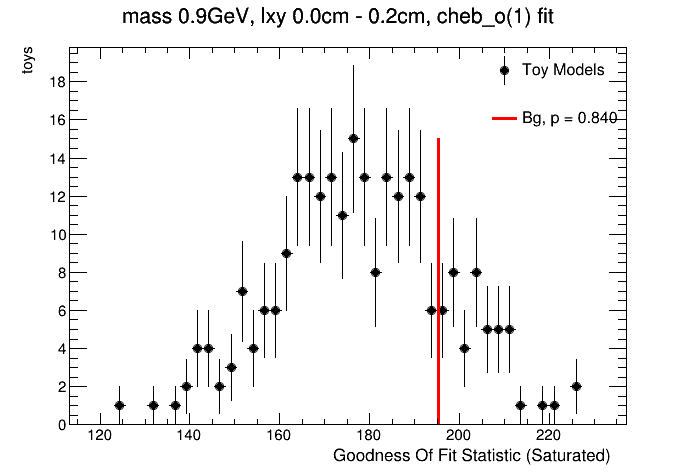 mass 0.9GeV, lxy 0.0cm - 0.2cm, cheb_o(1) fit
toys
Toy Models
Bg, p = 0.840
18
16
14
12
10
8
6
4
2
0
120 140 160 180 200 220
Goodness Of Fit Statistic (Saturated)